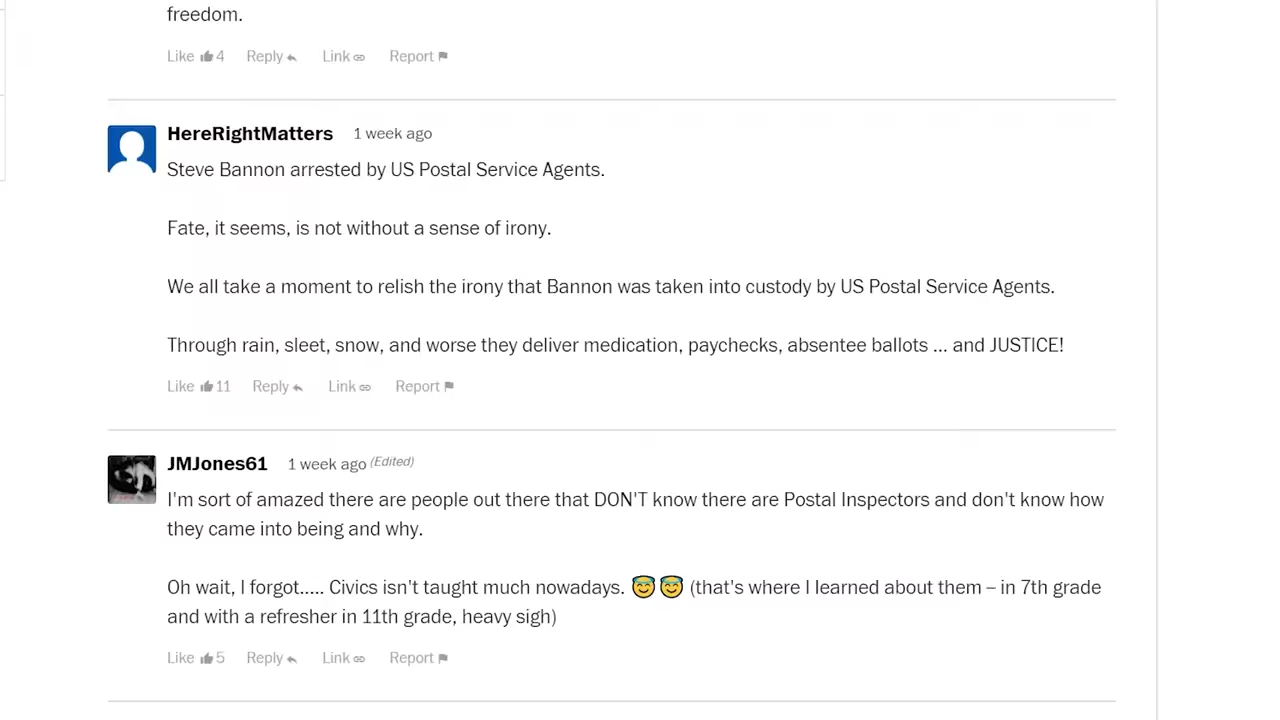 freedom.
Like 4 Reply Link Report
HereRightMatters 1 week ago
Steve Bannon arrested by US Postal Service Agents.
Fate, it seems, is not without a sense of irony.
We all take a moment to relish the irony that Bannon was taken into custody by US Postal Service Agents.
Through rain, sleet, snow, and worse they deliver medication, paychecks, absentee ballots ... and JUSTICE!
Like 11 Reply Link Report
JMJones61 1 week ago (Edited)
I'm sort of amazed there are people out there that DON'T know there are Postal Inspectors and don't know how
they came into being and why.
Oh wait, I forgot..... Civics isn't taught much nowadays. 😇😇 (that's where I learned about them – in 7th grade
and with a refresher in 11th grade, heavy sigh)
Like 5 Reply Link Report